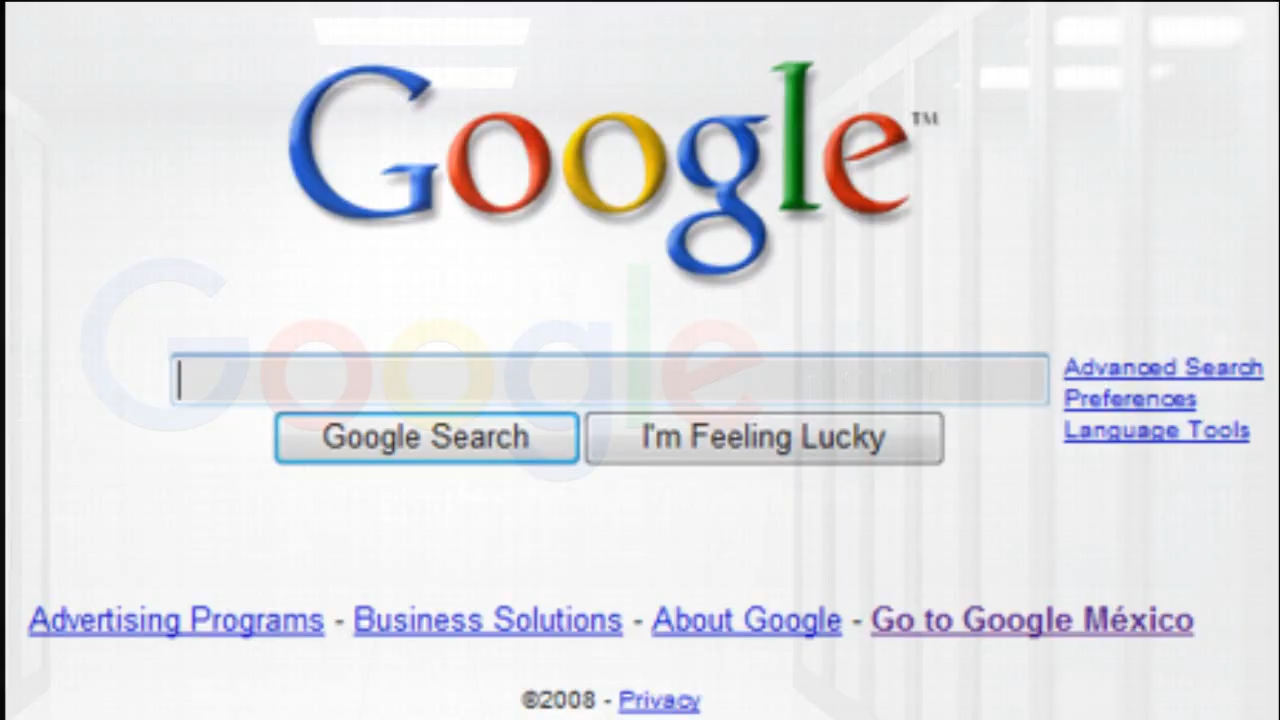 Google™
Google
Advanced Search
Preferences
Language Tools
Google Search I'm Feeling Lucky
Advertising Programs - Business Solutions - About Google - Go to Google México
©2008 - Privacy